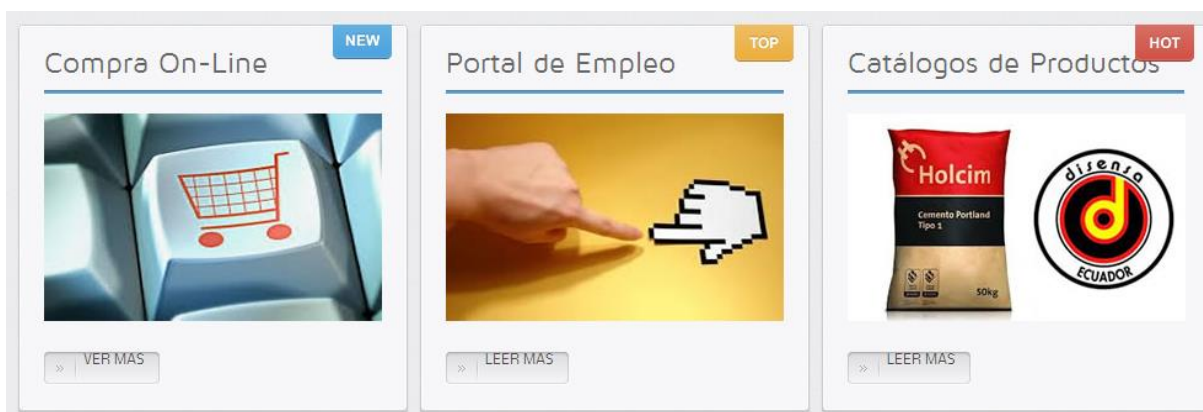 Compra On-Line
NEW
VER MAS
Portal de Empleo
TOP
LEER MAS
Catálogos de Productos
HOT
Holcim
Cemento Portland
Tipo 1
50kg
disensa
d
ECUADOR
LEER MAS